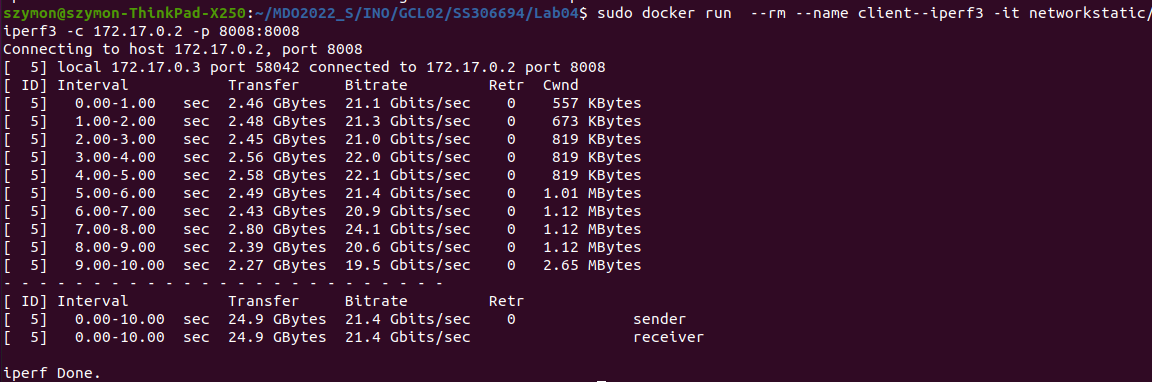 szymon@szymon-ThinkPad-X250:~/MDO2022_S/INO/GCL02/SS306694/Lab04$ sudo docker run  --rm --name client--iperf3 -it networkstatic/
iperf3 -c 172.17.0.2 -p 8008:8008
Connecting to host 172.17.0.2, port 8008
[  5] local 172.17.0.3 port 58042 connected to 172.17.0.2 port 8008
[ ID] Interval           Transfer     Bitrate         Retr  Cwnd
[  5]   0.00-1.00   sec  2.46 GBytes  21.1 Gbits/sec    0    557 KBytes
[  5]   1.00-2.00   sec  2.48 GBytes  21.3 Gbits/sec    0    673 KBytes
[  5]   2.00-3.00   sec  2.45 GBytes  21.0 Gbits/sec    0    819 KBytes
[  5]   3.00-4.00   sec  2.56 GBytes  22.0 Gbits/sec    0    819 KBytes
[  5]   4.00-5.00   sec  2.58 GBytes  22.1 Gbits/sec    0    819 KBytes
[  5]   5.00-6.00   sec  2.49 GBytes  21.4 Gbits/sec    0   1.01 MBytes
[  5]   6.00-7.00   sec  2.43 GBytes  20.9 Gbits/sec    0   1.12 MBytes
[  5]   7.00-8.00   sec  2.80 GBytes  24.1 Gbits/sec    0   1.12 MBytes
[  5]   8.00-9.00   sec  2.39 GBytes  20.6 Gbits/sec    0   1.12 MBytes
[  5]   9.00-10.00  sec  2.27 GBytes  19.5 Gbits/sec    0   2.65 MBytes
- - - - - - - - - - - - - - - - - - - - - - - - -
[ ID] Interval           Transfer     Bitrate         Retr
[  5]   0.00-10.00  sec  24.9 GBytes  21.4 Gbits/sec    0             sender
[  5]   0.00-10.00  sec  24.9 GBytes  21.4 Gbits/sec                  receiver
iperf Done.